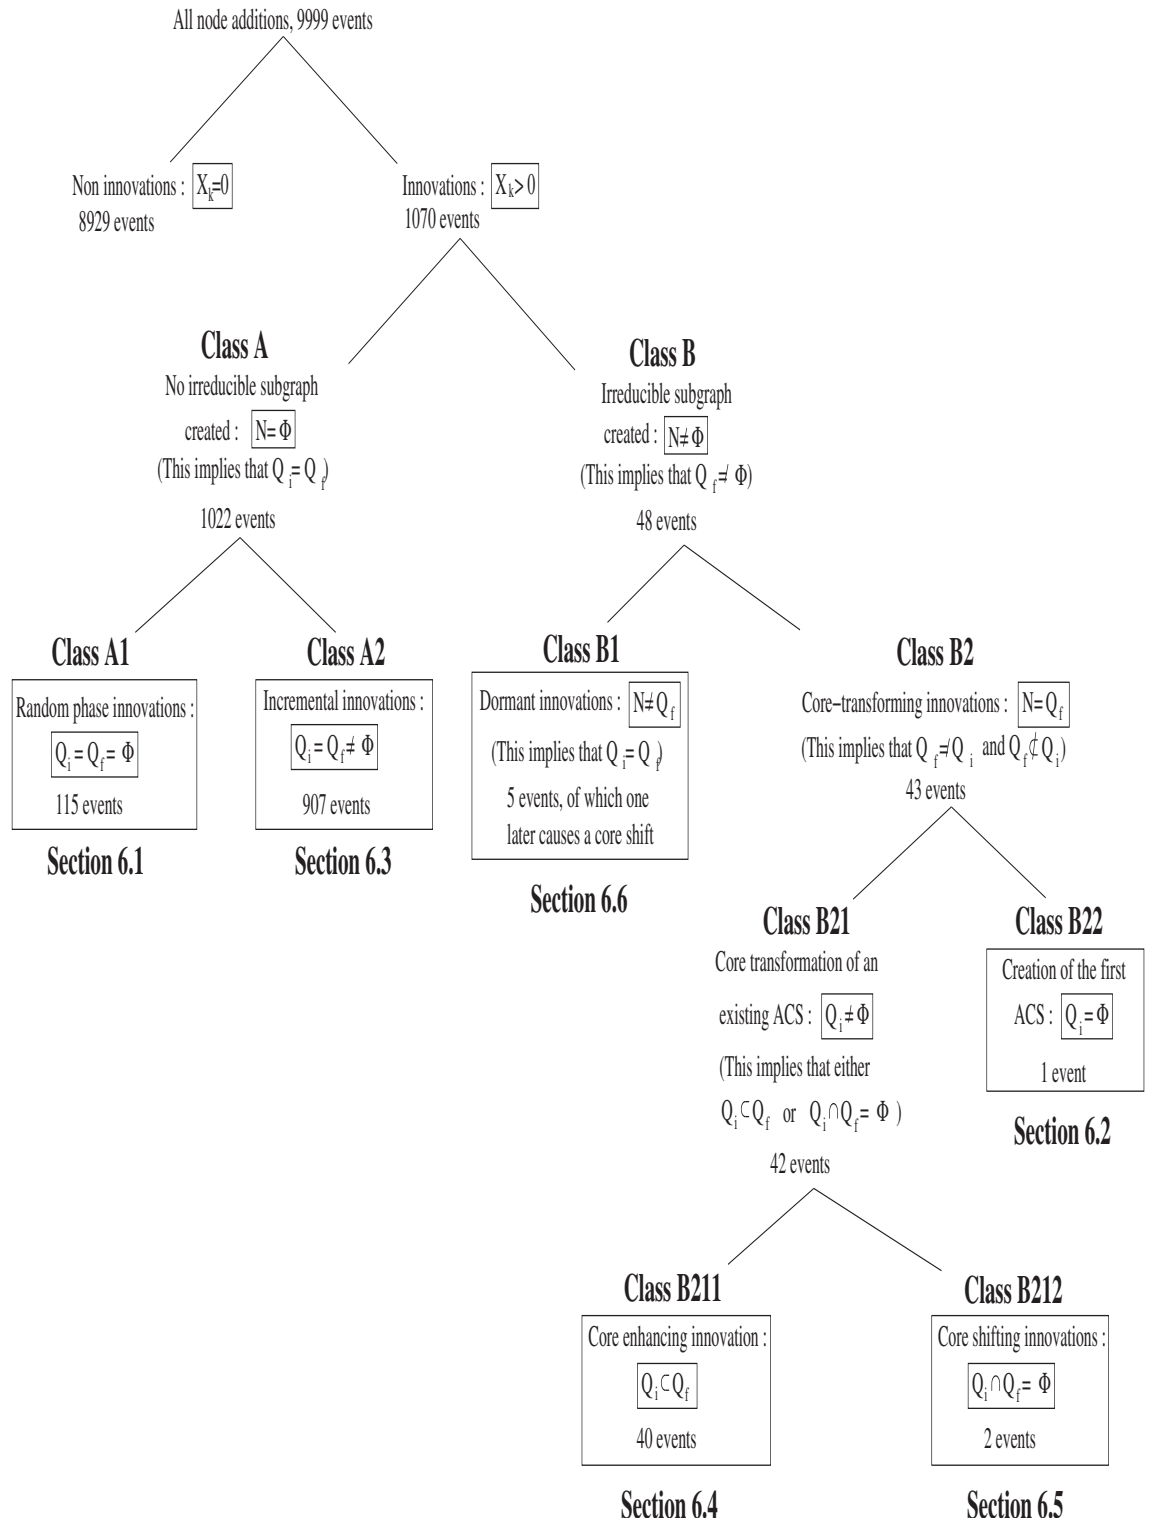 All node additions, 9999 events
Non innovations : X_k=0
8929 events
Innovations : X_k > 0
1070 events
Class A
No irreducible subgraph
created : N= Φ
(This implies that Q_i = Q_f)
1022 events
Class B
Irreducible subgraph
created : N≠Φ
(This implies that Q_f ≠ Φ)
48 events
Class A1
Random phase innovations :
Q_i = Q_f = Φ
115 events
Section 6.1
Class A2
Incremental innovations :
Q_i = Q_f ≠ Φ
907 events
Section 6.3
Class B1
Dormant innovations : N≠Q_f
(This implies that Q_i = Q_f)
5 events, of which one
later causes a core shift
Section 6.6
Class B2
Core−transforming innovations : N=Q_f
(This implies that Q_f ≠ Q_i and Q_f ⊄ Q_i)
43 events
Class B21
Core transformation of an
existing ACS : Q_i ≠ Φ
(This implies that either
Q_i ⊂ Q_f or Q_i ∩ Q_f = Φ )
42 events
Class B22
Creation of the first
ACS : Q_i = Φ
1 event
Section 6.2
Class B211
Core enhancing innovation :
Q_i ⊂ Q_f
40 events
Section 6.4
Class B212
Core shifting innovations :
Q_i ∩ Q_f = Φ
2 events
Section 6.5